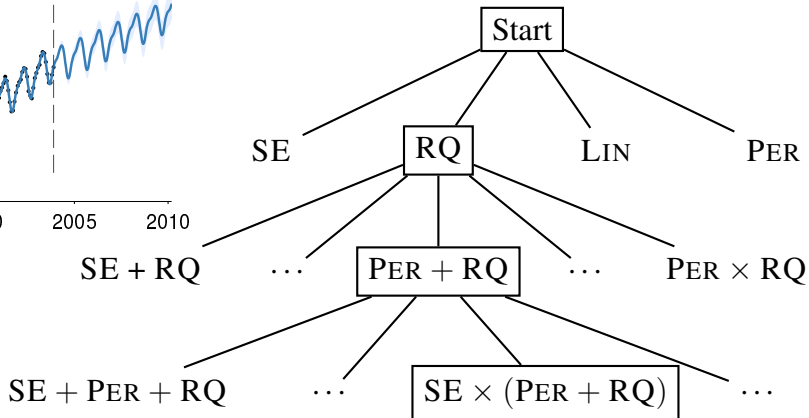 Start
SE RQ LIN PER
0 2005 2010
SE + RQ ... PER + RQ ... PER × RQ
SE + PER + RQ ... SE × (PER + RQ) ...